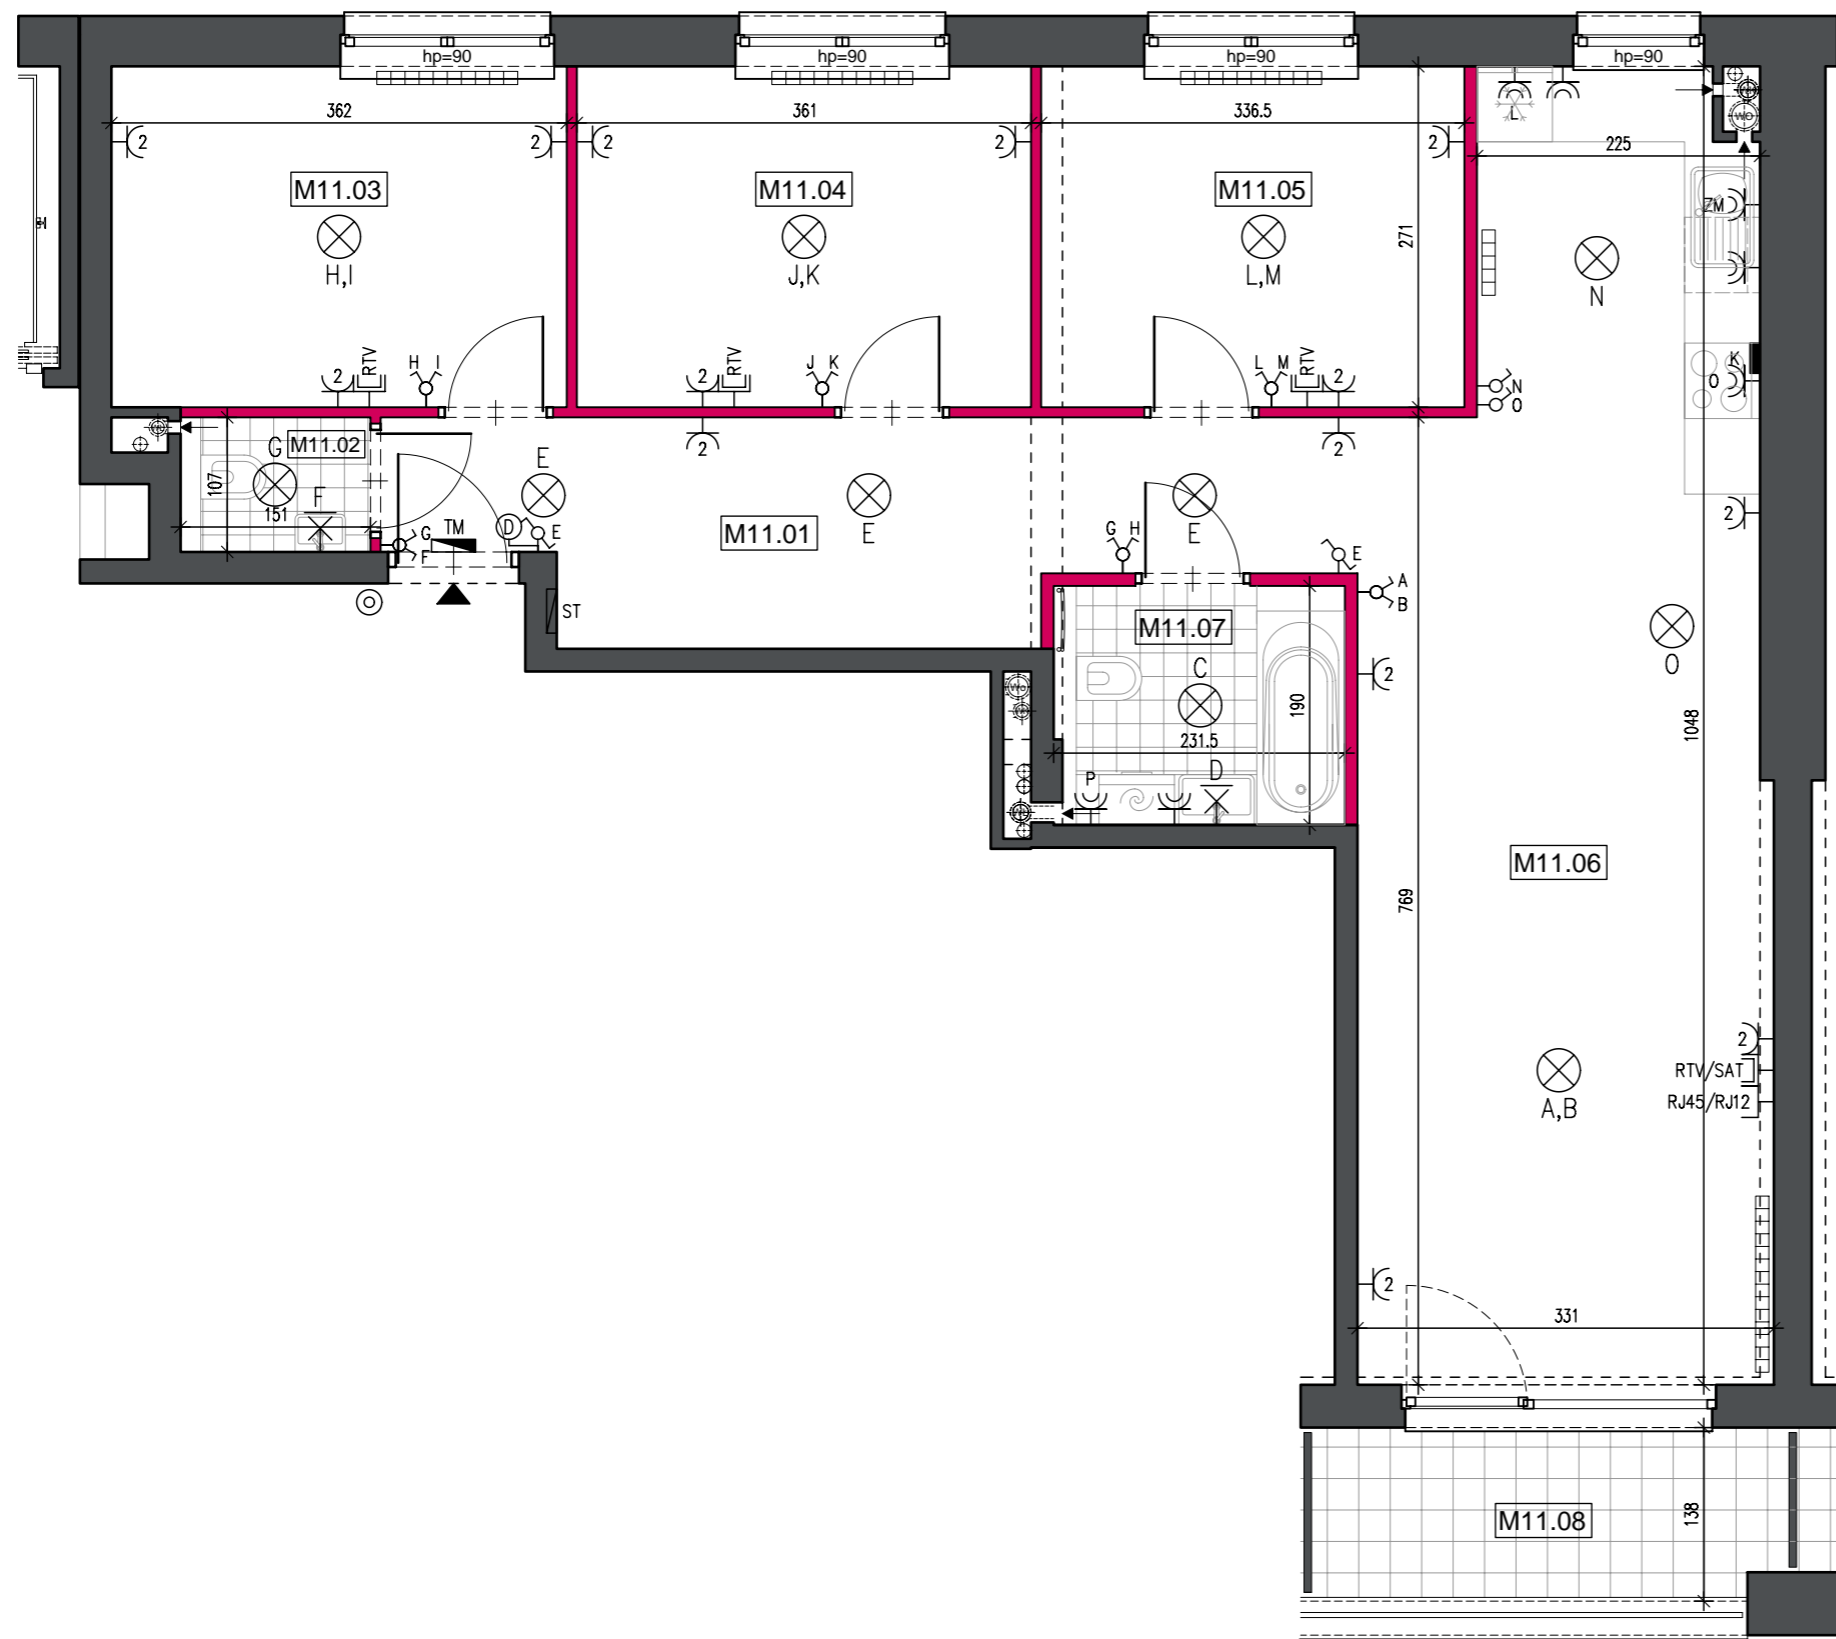 hp=90 hp=90 hp=90 hp=90
362 361 336.5
L
WO
225
2 2 2 2 2
M11.03 M11.04 M11.05
ZM
H,I J,K L,M N
271
H
2 RTV H I 2 RTV J K L M RTV 2
K
O
N
O
M11.02
G
F
107
151
E E E
2 2
2
M11.01
G
F
TM
D
E
G H
E
A
B
ST
M11.07
C
190
231.5
P D
WO
2
O
1048
M11.06
769
2
RTV/SAT
RJ45/RJ12
A,B
2
331
M11.08
138